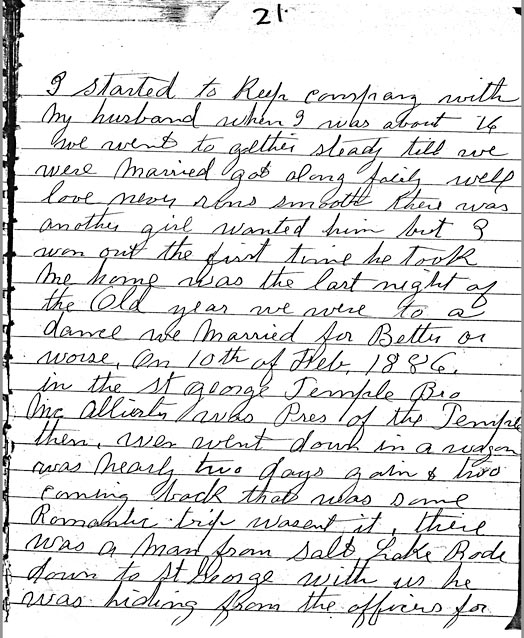 21.
I started to Keep company with
My husband when I was about 16
we went to gether steady till we
were Married got along fairly well
love never runs smooth there was
another girl wanted him but I
won out the first time he took
Me home was the last night of
the Old year we were to a
dance we Married for Better or
worse. On 10th of Feb, 1886.
in the St george Temple Bro
Mc Allister was Pres of the Temple
then. wer went down in a wagon
was Nearly two days goin & two
coming back that was some
Romantic trip wasent it, there
was a Man from Salt Lake Rode
down to St George with us he
was hiding from the officers for